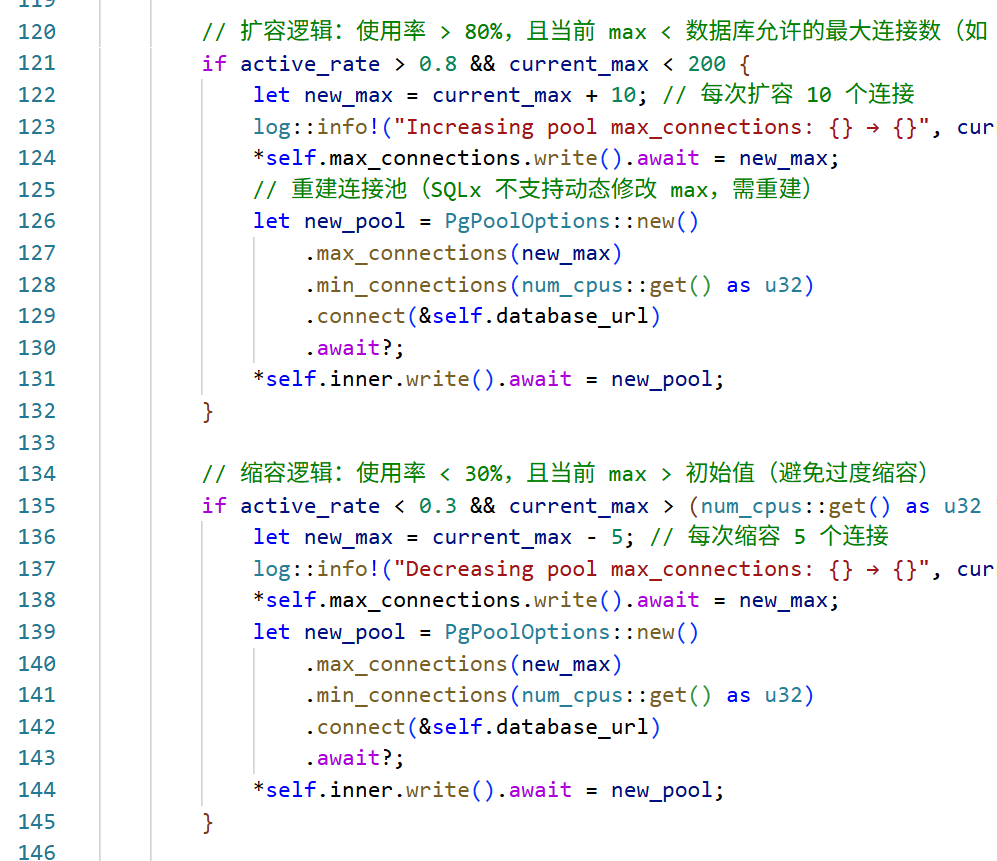 119
120 // 扩容逻辑：使用率 > 80%，且当前 max < 数据库允许的最大连接数（如
121 if active_rate > 0.8 && current_max < 200 {
122 let new_max = current_max + 10; // 每次扩容 10 个连接
123 log::info!("Increasing pool max_connections: {} → {}", cur
124 *self.max_connections.write().await = new_max;
125 // 重建连接池（SQLx 不支持动态修改 max，需重建）
126 let new_pool = PgPoolOptions::new()
127 .max_connections(new_max)
128 .min_connections(num_cpus::get() as u32)
129 .connect(&self.database_url)
130 .await?;
131 *self.inner.write().await = new_pool;
132 }
133
134 // 缩容逻辑：使用率 < 30%，且当前 max > 初始值（避免过度缩容）
135 if active_rate < 0.3 && current_max > (num_cpus::get() as u32
136 let new_max = current_max - 5; // 每次缩容 5 个连接
137 log::info!("Decreasing pool max_connections: {} → {}", cur
138 *self.max_connections.write().await = new_max;
139 let new_pool = PgPoolOptions::new()
140 .max_connections(new_max)
141 .min_connections(num_cpus::get() as u32)
142 .connect(&self.database_url)
143 .await?;
144 *self.inner.write().await = new_pool;
145 }
146